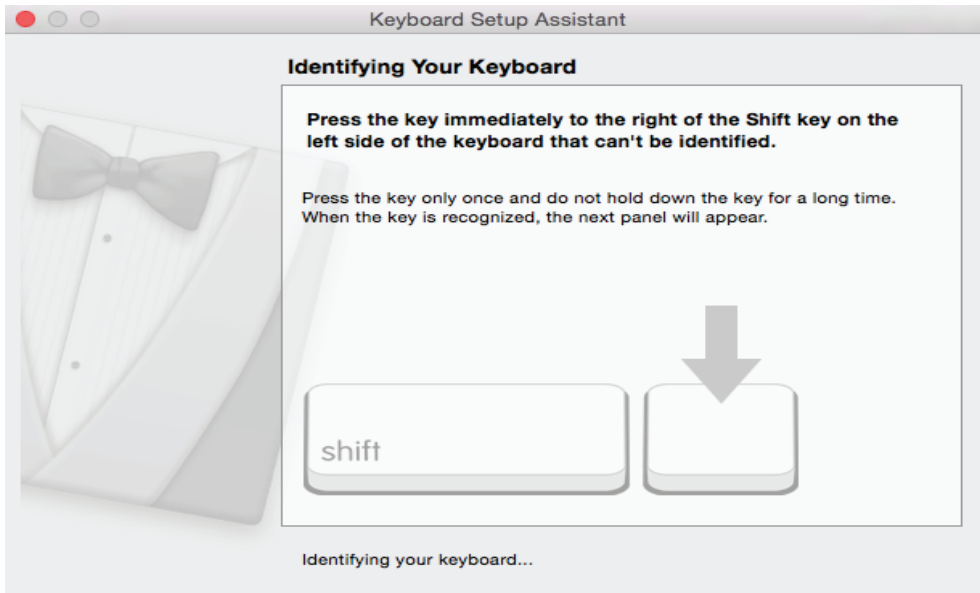 Keyboard Setup Assistant
Identifying Your Keyboard
Press the key immediately to the right of the Shift key on the
left side of the keyboard that can't be identified.
Press the key only once and do not hold down the key for a long time.
When the key is recognized, the next panel will appear.
shift
Identifying your keyboard...